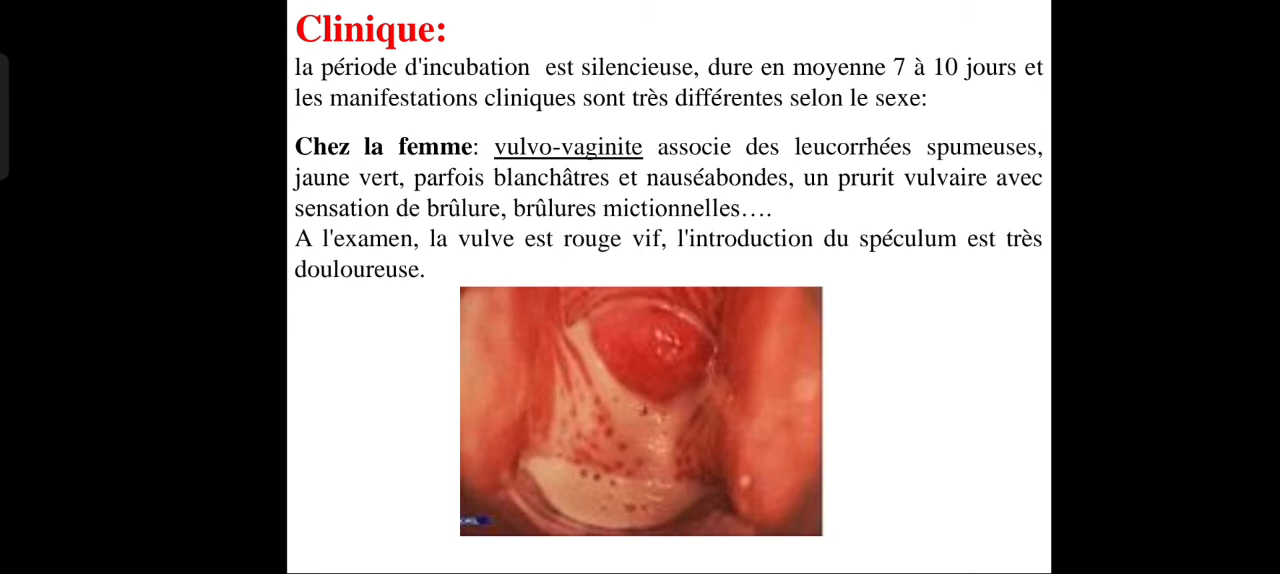 Clinique:
la période d'incubation est silencieuse, dure en moyenne 7 à 10 jours et
les manifestations cliniques sont très différentes selon le sexe:
Chez la femme: vulvo-vaginite associe des leucorrhées spumeuses,
jaune vert, parfois blanchâtres et nauséabondes, un prurit vulvaire avec
sensation de brûlure, brûlures mictionnelles….
A l'examen, la vulve est rouge vif, l'introduction du spéculum est très
douloureuse.